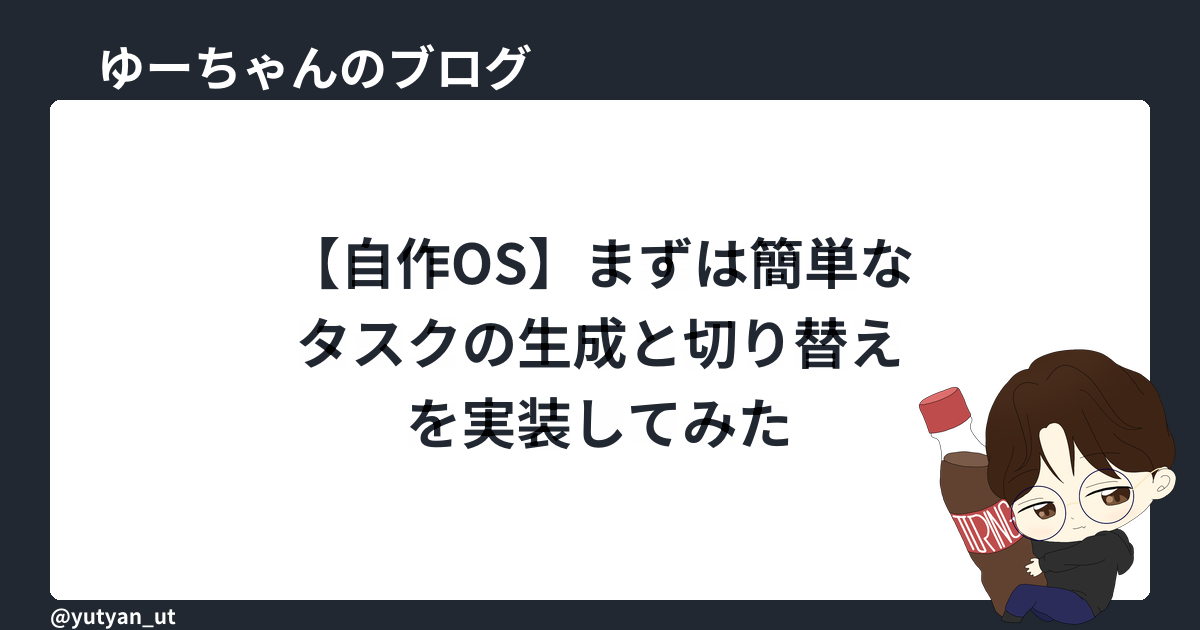 ゆーちゃんのブログ
【自作OS】まずは簡単な
タスクの生成と切り替え
を実装してみた
TURING
@yutyan_ut